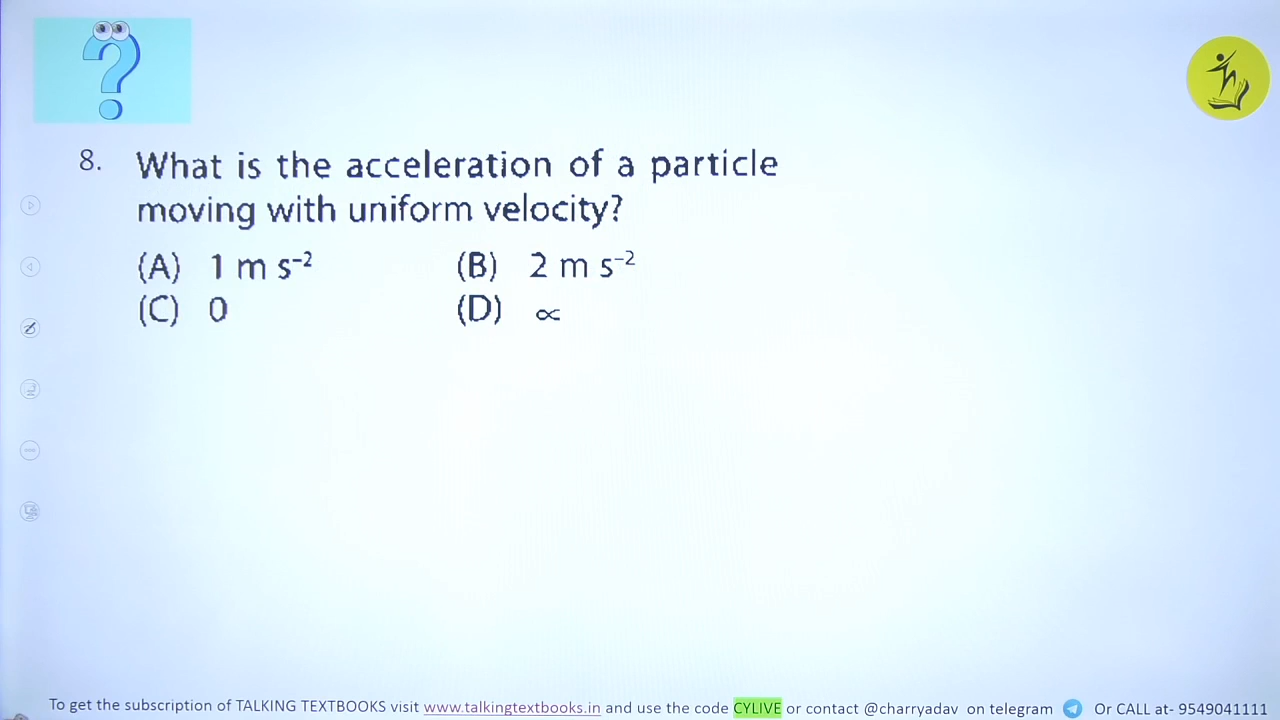 8. What is the acceleration of a particle
moving with uniform velocity?
(A) 1 m s⁻² (B) 2 m s⁻²
(C) 0 (D) ∝
To get the subscription of TALKING TEXTBOOKS visit www.talkingtextbooks.in and use the code CYLIVE or contact @charryadav on telegram Or CALL at- 9549041111